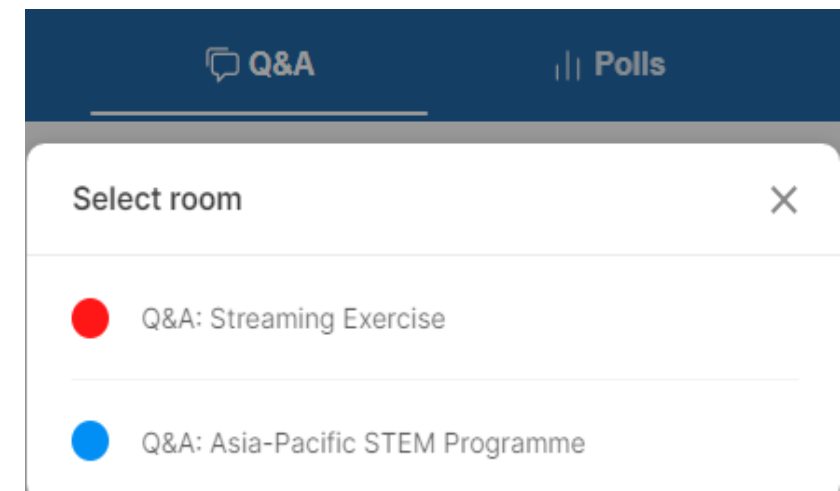 Q&A Polls
Select room
Q&A: Streaming Exercise
Q&A: Asia-Pacific STEM Programme